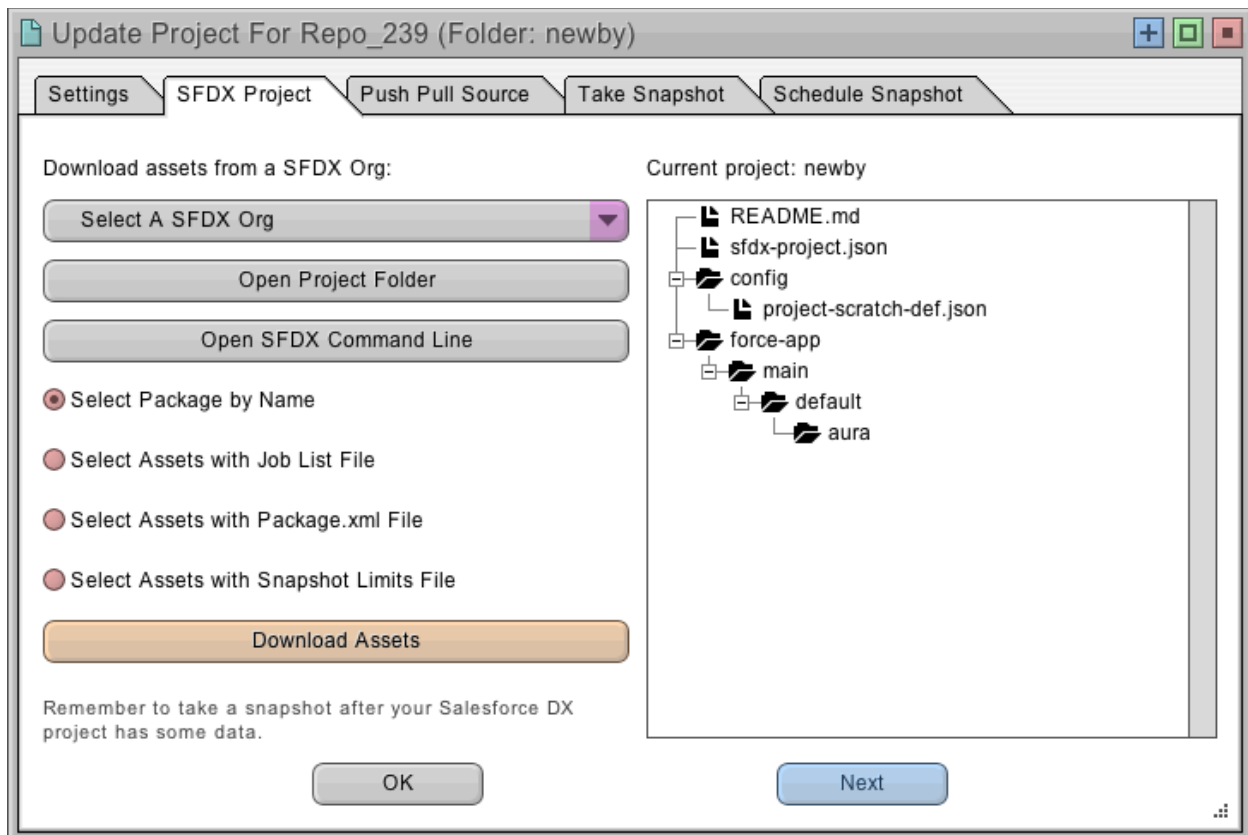 Update Project For Repo_239 (Folder: newby)
Settings
SFDX Project
Push Pull Source
Take Snapshot
Schedule Snapshot
Download assets from a SFDX Org:
Select A SFDX Org
Open Project Folder
Open SFDX Command Line
Select Package by Name
Select Assets with Job List File
Select Assets with Package.xml File
Select Assets with Snapshot Limits File
Download Assets
Remember to take a snapshot after your Salesforce DX
project has some data.
Current project: newby
README.md
sfdx-project.json
config
project-scratch-def.json
force-app
main
default
aura
OK
Next